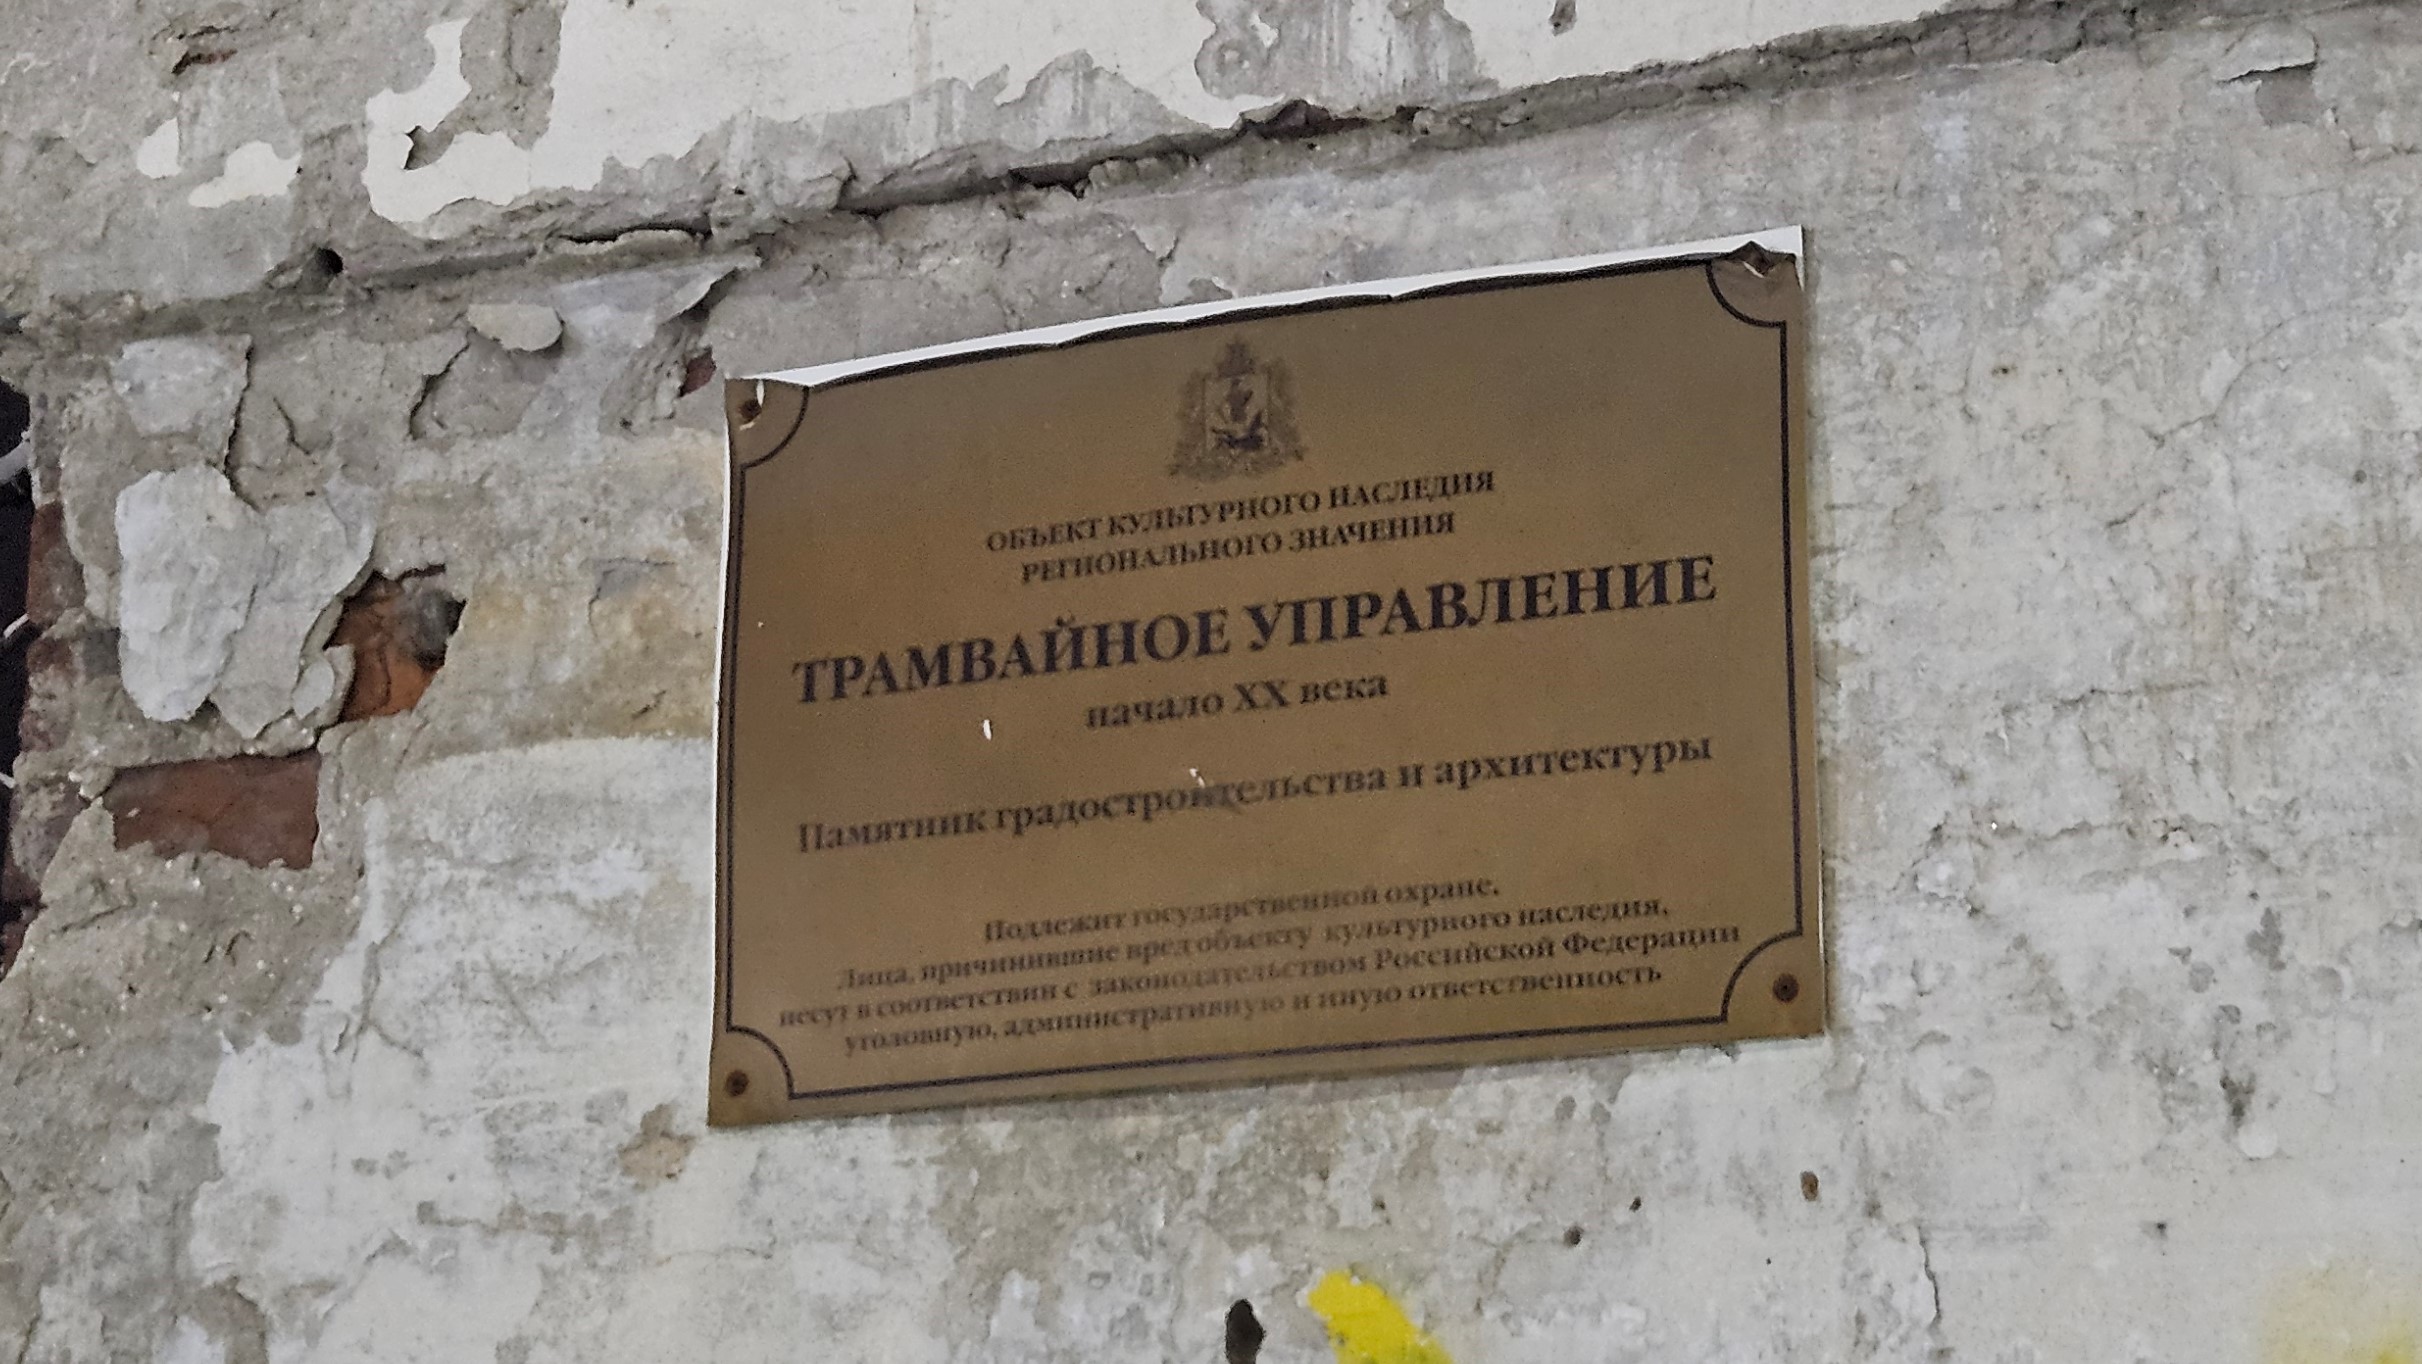 ОБЪЕКТ КУЛЬТУРНОГО НАСЛЕДИЯ
РЕГИОНАЛЬНОГО ЗНАЧЕНИЯ
ТРАМВАЙНОЕ УПРАВЛЕНИЕ
начало XX века
Памятник градостроительства и архитектуры
Подлежит государственной охране.
Лица, причинившие вред объекту культурного наследия,
несут в соответствии с законодательством Российской Федерации
уголовную, административную и иную ответственность